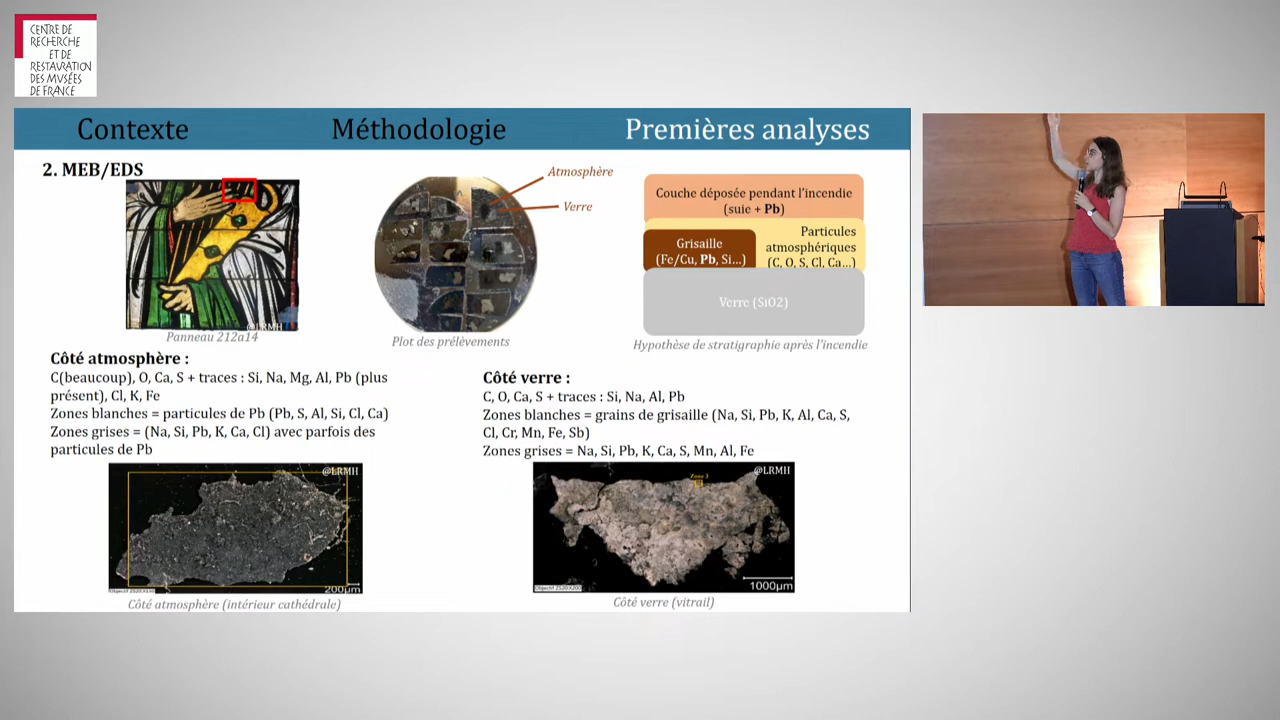 CENTRE DE
RECHERCHE
ET DE
RESTAURATION
DES MUSÉES
DE FRANCE
Contexte
Méthodologie
Premières analyses
2. MEB/EDS
@LRMH
Panneau 212a14
Atmosphère
Verre
Plot des prélèvements
Couche déposée pendant l'incendie
(suie + Pb)
Grisaille
(Fe/Cu, Pb, Si...)
Particules
atmosphériques
(C, O, S, Cl, Ca...)
Verre (SiO2)
Hypothèse de stratigraphie après l'incendie
Côté atmosphère :
C(beaucoup), O, Ca, S + traces : Si, Na, Mg, Al, Pb (plus
présent), Cl, K, Fe
Zones blanches = particules de Pb (Pb, S, Al, Si, Cl, Ca)
Zones grises = (Na, Si, Pb, K, Ca, Cl) avec parfois des
particules de Pb
@LRMH
200µm
Côté atmosphère (intérieur cathédrale)
Côté verre :
C, O, Ca, S + traces : Si, Na, Al, Pb
Zones blanches = grains de grisaille (Na, Si, Pb, K, Al, Ca, S,
Cl, Cr, Mn, Fe, Sb)
Zones grises = Na, Si, Pb, K, Ca, S, Mn, Al, Fe
Zone 3
@LRMH
1000µm
Côté verre (vitrail)